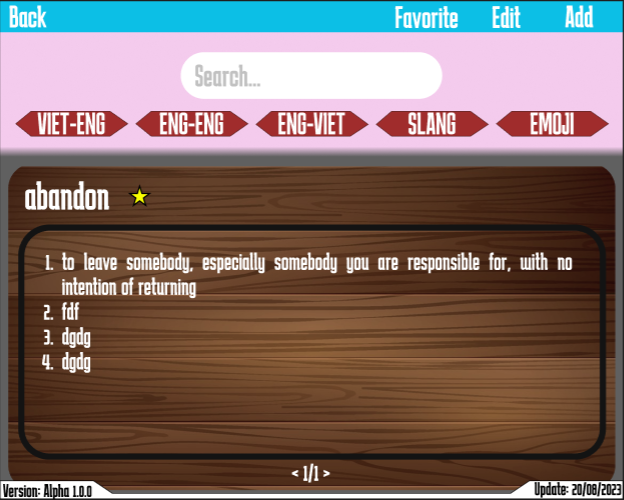 Back Favorite Edit Add
Search...
VIET-ENG ENG-ENG ENG-VIET SLANG EMOJI
abandon
1. to leave somebody, especially somebody you are responsible for, with no
intention of returning
2. fdf
3. dgdg
4. dgdg
< 1/1 >
Version: Alpha 1.0.0 Update: 20/08/2023